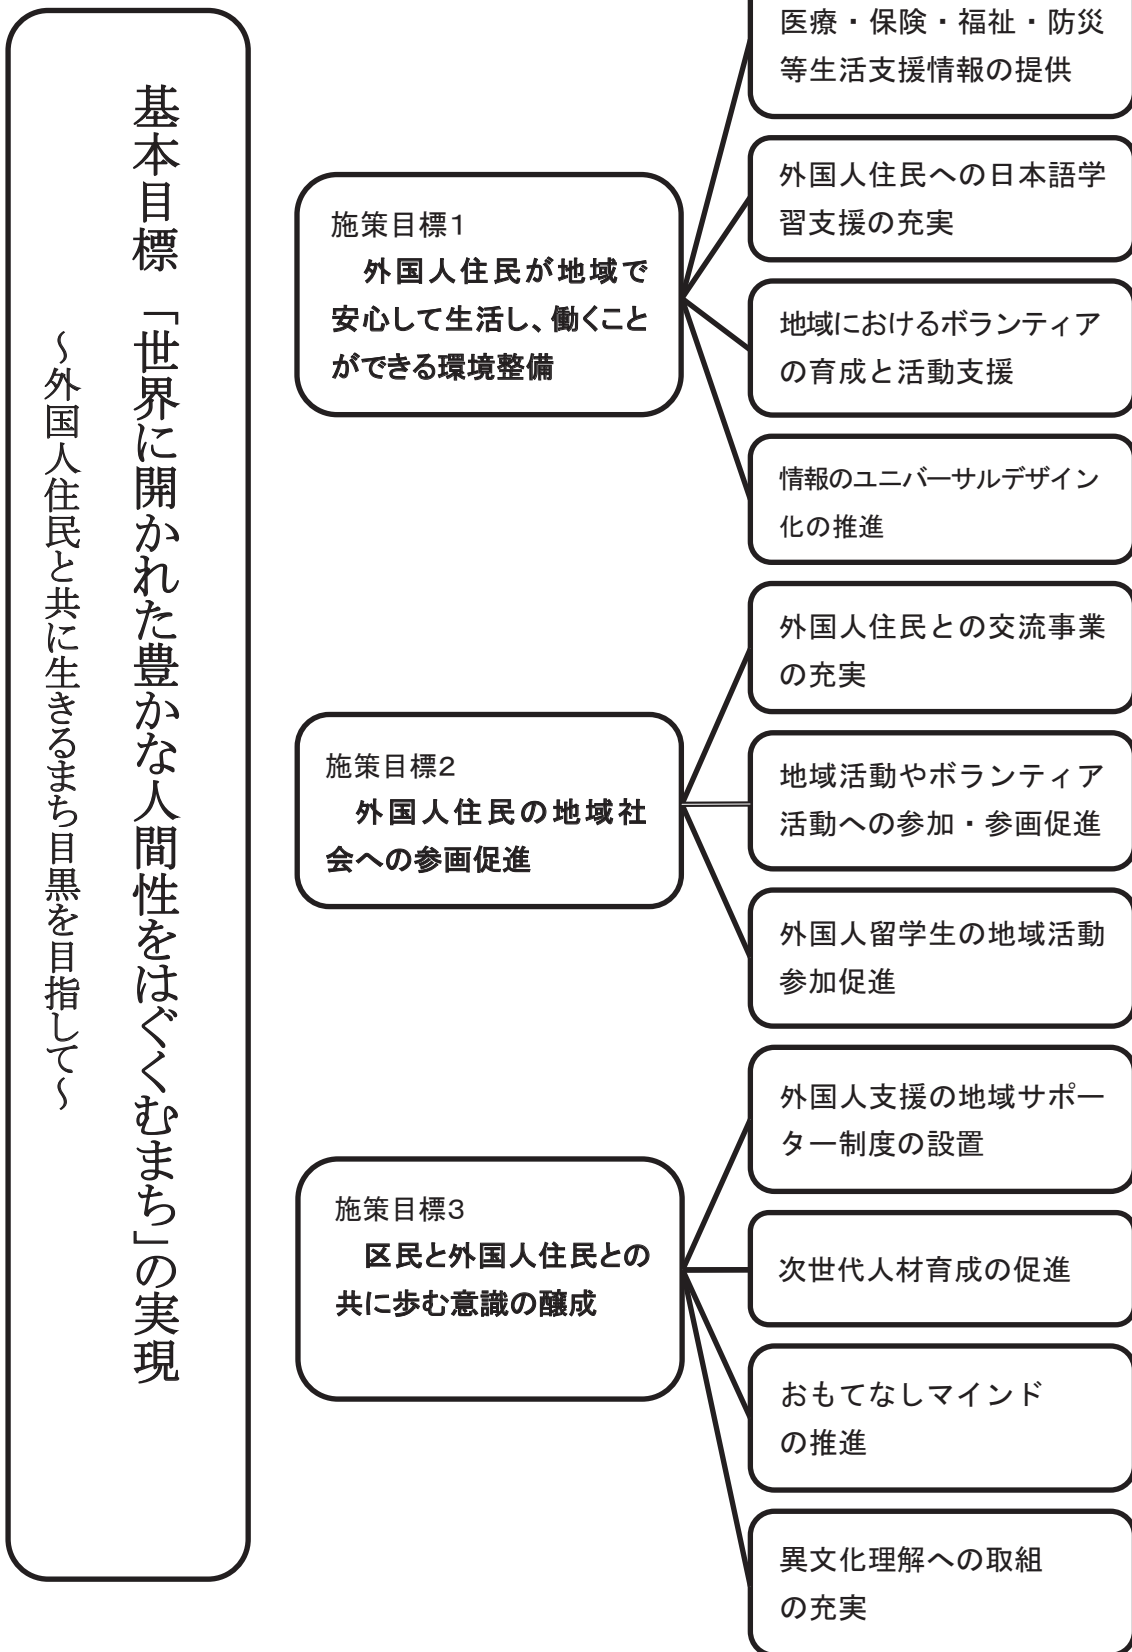 基本目標 「世界に開かれた豊かな人間性をはぐくむまち」の実現
～外国人住民と共に生きるまち目黒を目指して～
施策目標1
外国人住民が地域で
安心して生活し、働くこと
ができる環境整備
医療・保険・福祉・防災
等生活支援情報の提供
外国人住民への日本語学
習支援の充実
地域におけるボランティア
の育成と活動支援
情報のユニバーサルデザイン
化の推進
施策目標2
外国人住民の地域社
会への参画促進
外国人住民との交流事業
の充実
地域活動やボランティア
活動への参加・参画促進
外国人留学生の地域活動
参加促進
施策目標3
区民と外国人住民との
共に歩む意識の醸成
外国人支援の地域サポー
ター制度の設置
次世代人材育成の促進
おもてなしマインド
の推進
異文化理解への取組
の充実